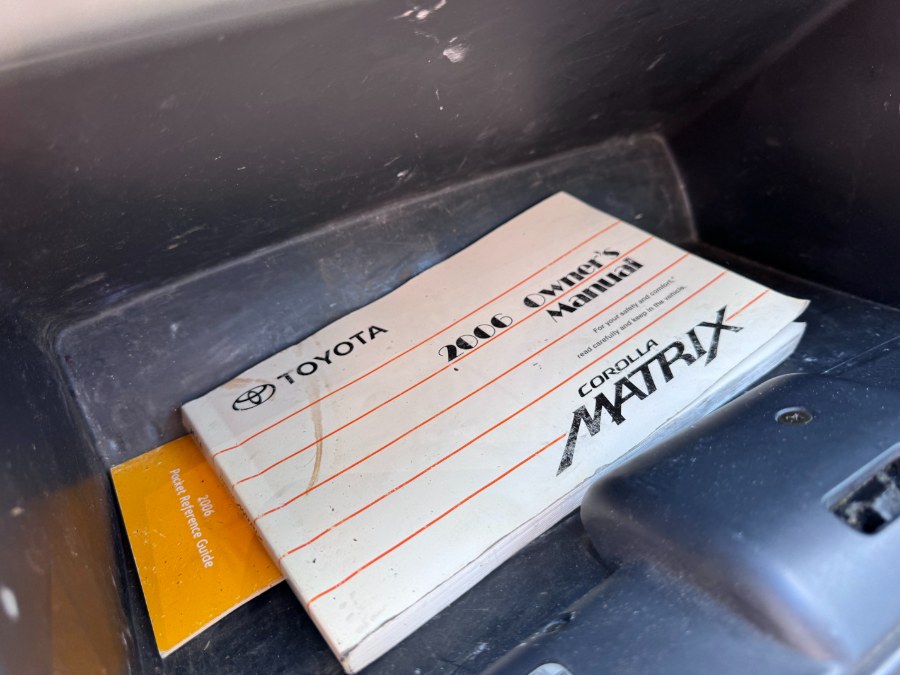 TOYOTA
2006 Owner's
Manual
For your safety and comfort,
read carefully and keep in the vehicle.
COROLLA
MATRIX
2006
Pocket Reference Guide